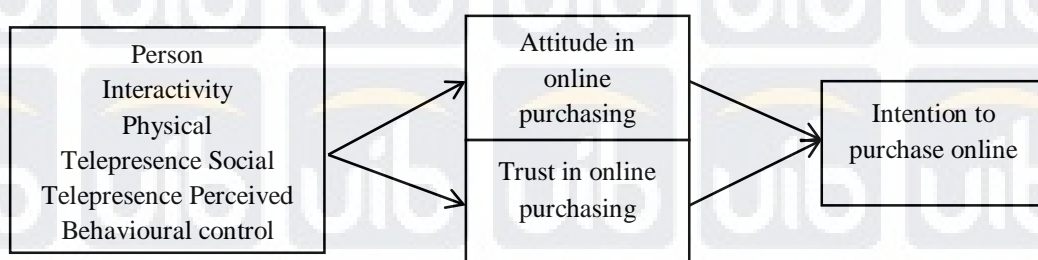 Person
Interactivity
Physical
Telepresence Social
Telepresence Perceived
Behavioural control
Attitude in
online
purchasing
Trust in online
purchasing
Intention to
purchase online